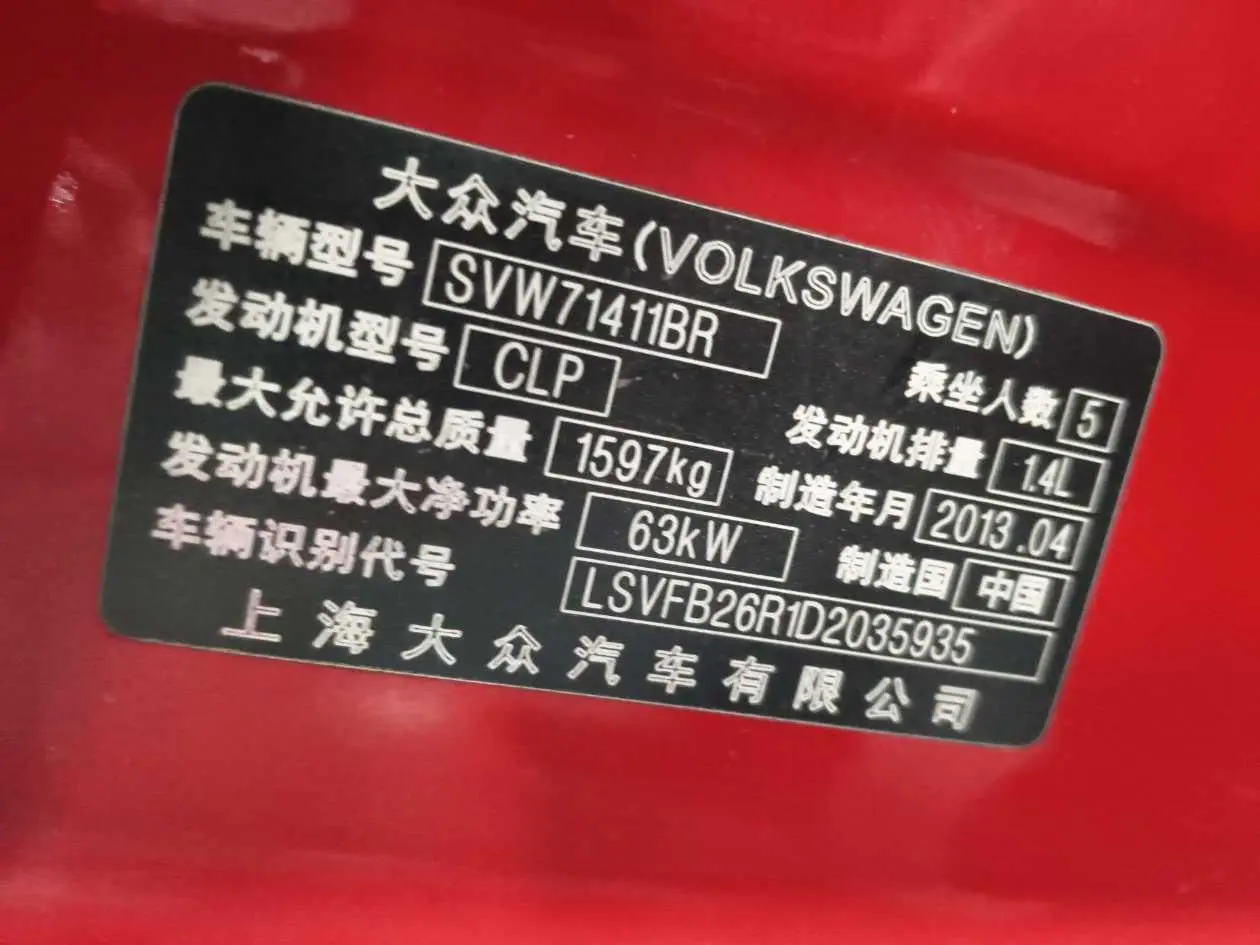 大众汽车(VOLKSWAGEN)
车辆型号 SVW71411BR 乘坐人数 5
发动机型号 CLP 发动机排量 1.4L
最大允许总质量 1597kg 制造年月 2013.04
发动机最大净功率 63kW 制造国 中国
车辆识别代号 LSVFB26R1D2035935
上海大众汽车有限公司